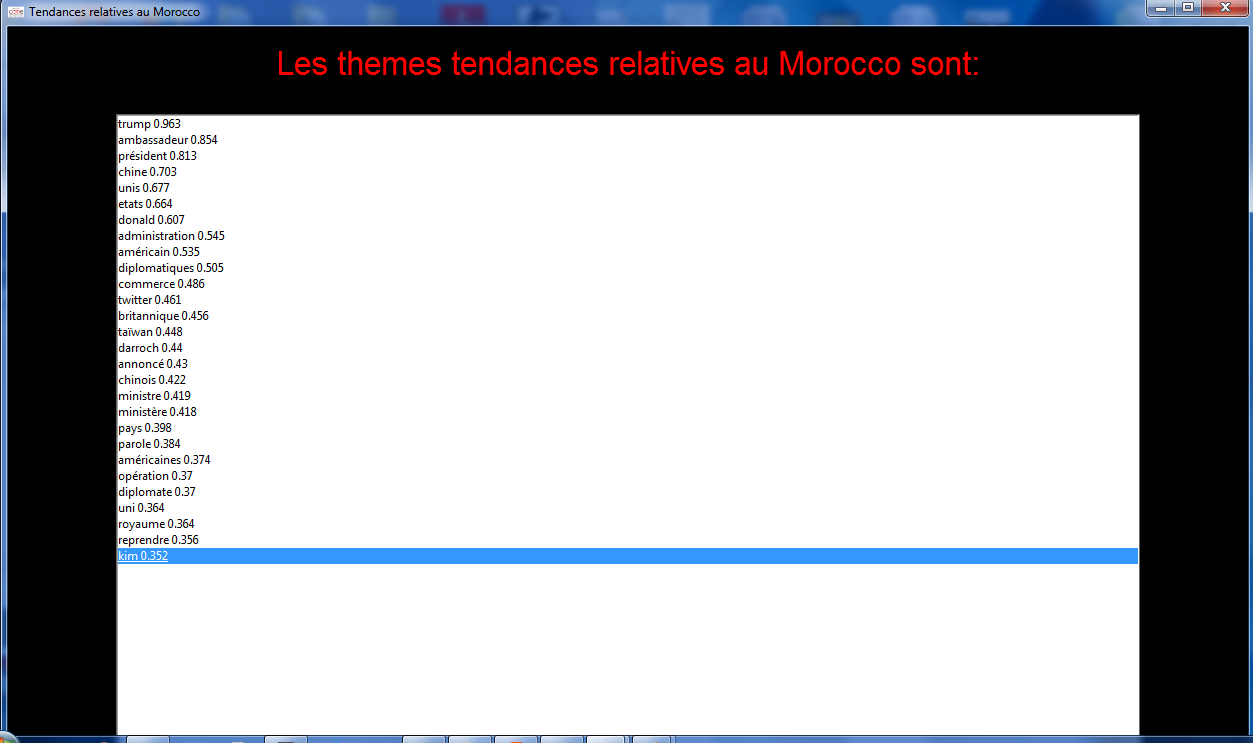 Tendances relatives au Morocco
Les themes tendances relatives au Morocco sont:
trump 0.963
ambassadeur 0.854
président 0.813
chine 0.703
unis 0.677
etats 0.664
donald 0.607
administration 0.545
américain 0.535
diplomatiques 0.505
commerce 0.486
twitter 0.461
britannique 0.456
taïwan 0.448
darroch 0.44
annoncé 0.43
chinois 0.422
ministre 0.419
ministère 0.418
pays 0.398
parole 0.384
américaines 0.374
opération 0.37
diplomate 0.37
uni 0.364
royaume 0.364
reprendre 0.356
kim 0.352